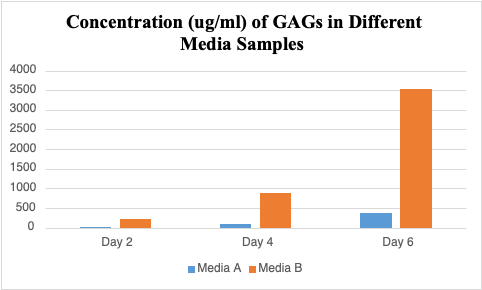 Concentration (ug/ml) of GAGs in Different
Media Samples
4000
3500
3000
2500
2000
1500
1000
500
0
Day 2 Day 4 Day 6
Media A Media B